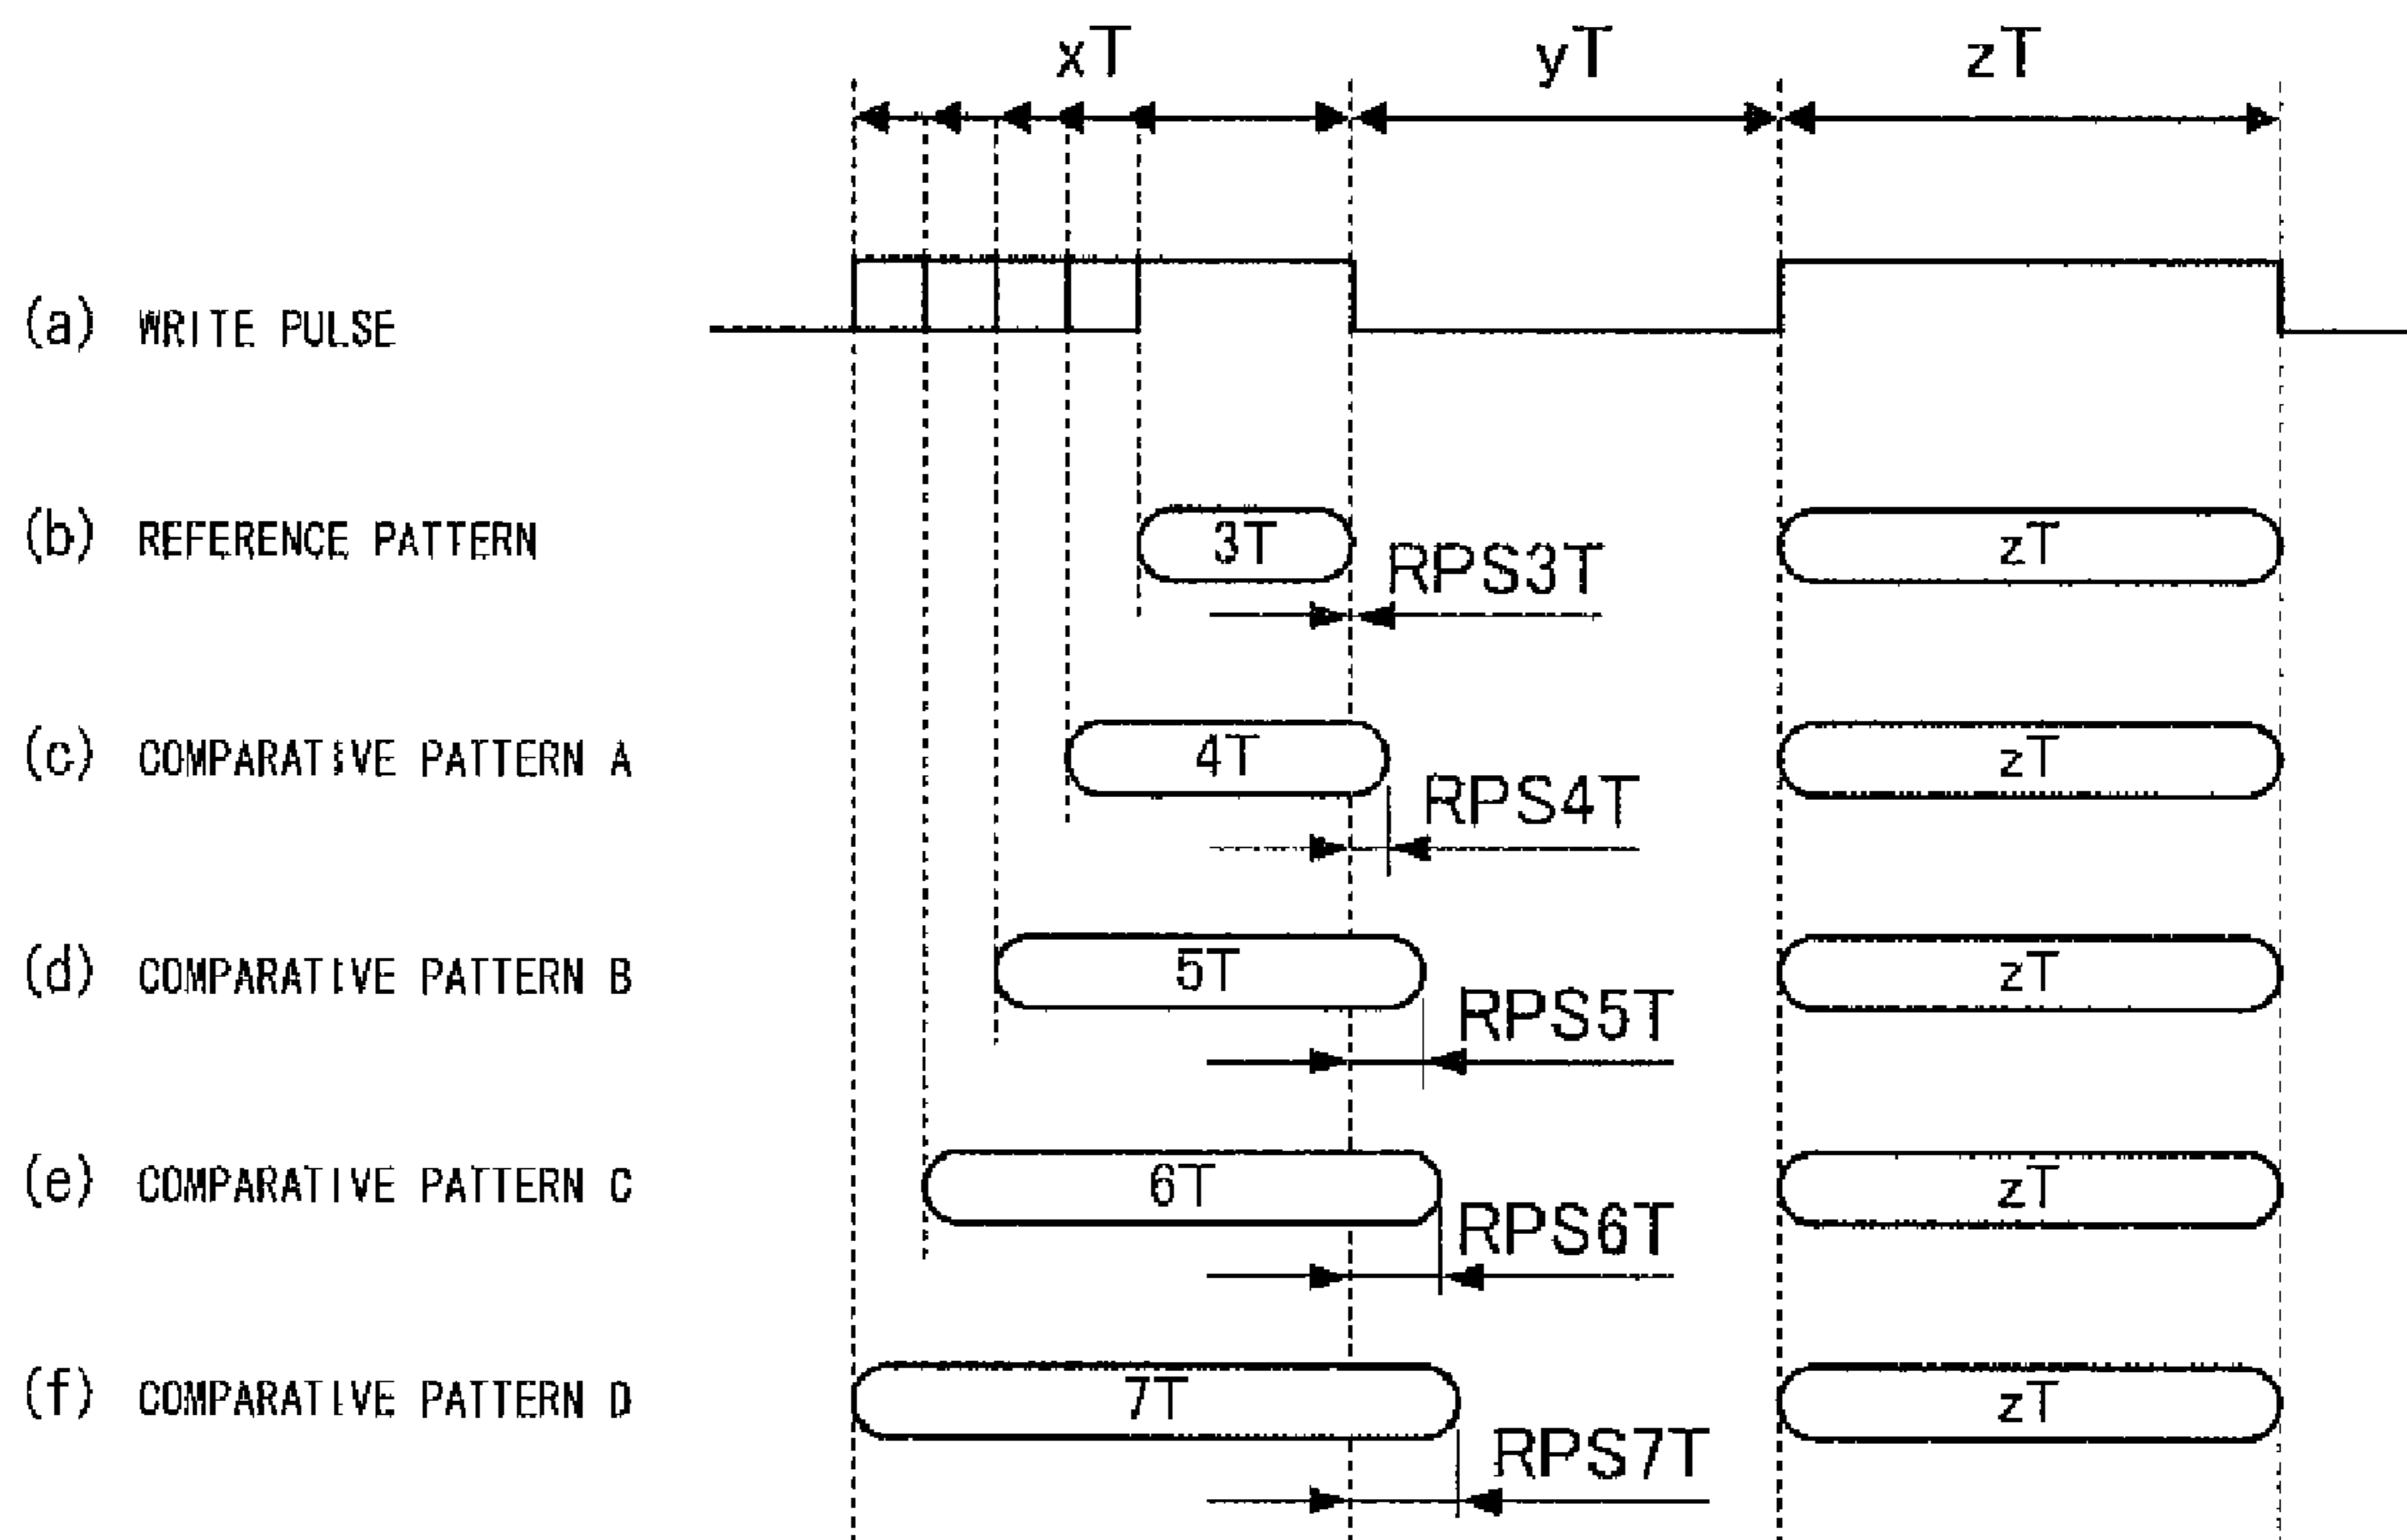 xT yT zT
(a) WRITE PULSE
(b) REFERENCE PATTERN 3T zT
RPS3T
(c) COMPARATIVE PATTERN A 4T zT
RPS4T
(d) COMPARATIVE PATTERN B 5T zT
RPS5T
(e) COMPARATIVE PATTERN C 6T zT
RPS6T
(f) COMPARATIVE PATTERN D 7T zT
RPS7T